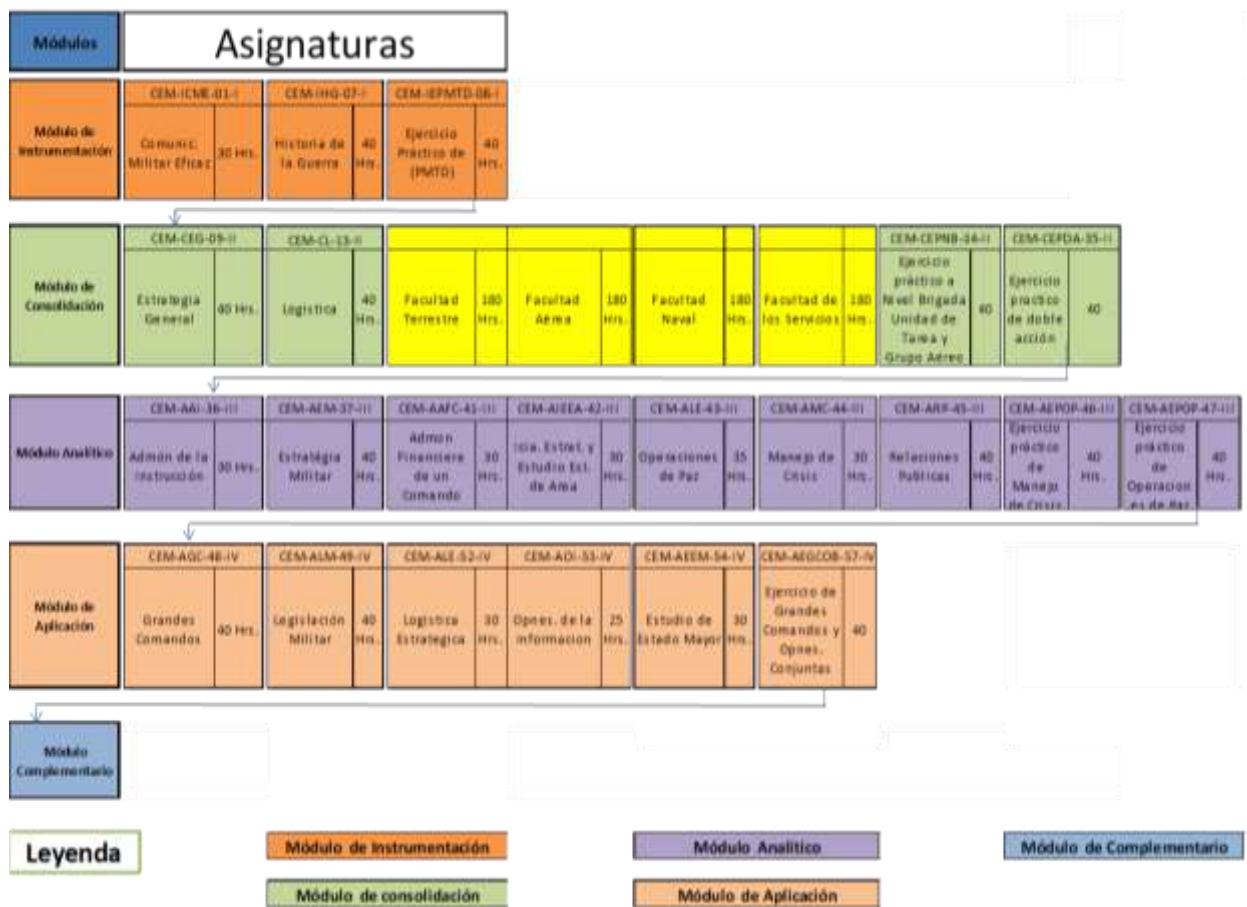 Módulos
Asignaturas
Módulo de
Instrumentación
CEM-ICME-01-I
Comunic.
Militar Eficaz
30 Hrs.
CEM-IHG-07-I
Historia de
la Guerra
40
Hrs.
CEM-IEPMTD-08-I
Ejercicio
Práctico de
(PMTD)
40
Hrs.
Módulo de
Consolidación
CEM-CEG-09-II
Estrategia
General
40 Hrs.
CEM-CL-13-II
Logistica
40
Hrs.
Facultad
Terrestre
180
Hrs.
Facultad
Aérea
180
Hrs.
Facultad
Naval
180
Hrs.
Facultad de
los Servicios
180
Hrs.
CEM-CEPNB-34-II
Ejercicio
práctico a
Nivel Brigada
Unidad de
Tarea y
Grupo Aéreo
40
CEM-CEPDA-35-II
Ejercicio
practico
de doble
acción
40
Módulo Analítico
CEM-AAI-36-III
Admón de la
Instrucción
30 Hrs.
CEM-AEM-37-III
Estratégia
Militar
40
Hrs.
CEM-AAFC-41-III
Admon
Financiera
de un
Comando
30
Hrs.
CEM-AIEEA-42-III
Estrat. y
Estudio Est.
de Area
30
Hrs.
CEM-ALE-43-III
Operaciones
de Paz
35
Hrs.
CEM-AMC-44-III
Manejo de
Crisis
30
Hrs.
CEM-ARP-45-III
Relaciones
Publicas
40
Hrs.
CEM-AEPOP-46-III
Ejercicio
práctico
de
Manejo
de Crisis
40
Hrs.
CEM-AEPOP-47-III
Ejercicio
práctico
de
Operacion
es de Paz
40
Hrs.
Módulo de
Aplicación
CEM-AGC-48-IV
Grandes
Comandos
40 Hrs.
CEM-ALM-49-IV
Legislación
Militar
40
Hrs.
CEM-ALE-52-IV
Logistica
Estrategica
30
Hrs.
CEM-AOI-53-IV
Opnes. de la
Informacion
25
Hrs.
CEM-AEEM-54-IV
Estudio de
Estado Mayor
30
Hrs.
CEM-AEGCOB-57-IV
Ejercicio de
Grandes
Comandos y
Opnes.
Conjuntas
40
Módulo
Complementario
Leyenda
Módulo de Instrumentación
Módulo Analítico
Módulo de Complementario
Módulo de consolidación
Módulo de Aplicación